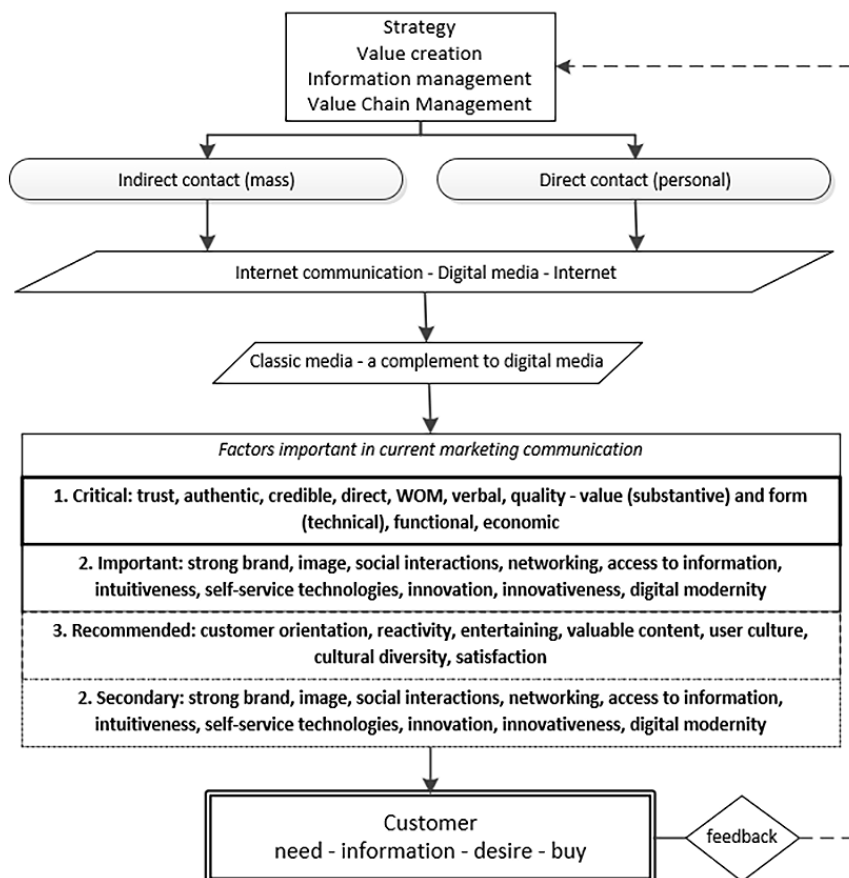 Strategy
Value creation
Information management
Value Chain Management
Indirect contact (mass)
Direct contact (personal)
Internet communication - Digital media - Internet
Classic media - a complement to digital media
Factors important in current marketing communication
1. Critical: trust, authentic, credible, direct, WOM, verbal, quality - value (substantive) and form
(technical), functional, economic
2. Important: strong brand, image, social interactions, networking, access to information,
intuitiveness, self-service technologies, innovation, innovativeness, digital modernity
3. Recommended: customer orientation, reactivity, entertaining, valuable content, user culture,
cultural diversity, satisfaction
2. Secondary: strong brand, image, social interactions, networking, access to information,
intuitiveness, self-service technologies, innovation, innovativeness, digital modernity
Customer
need - information - desire - buy
feedback